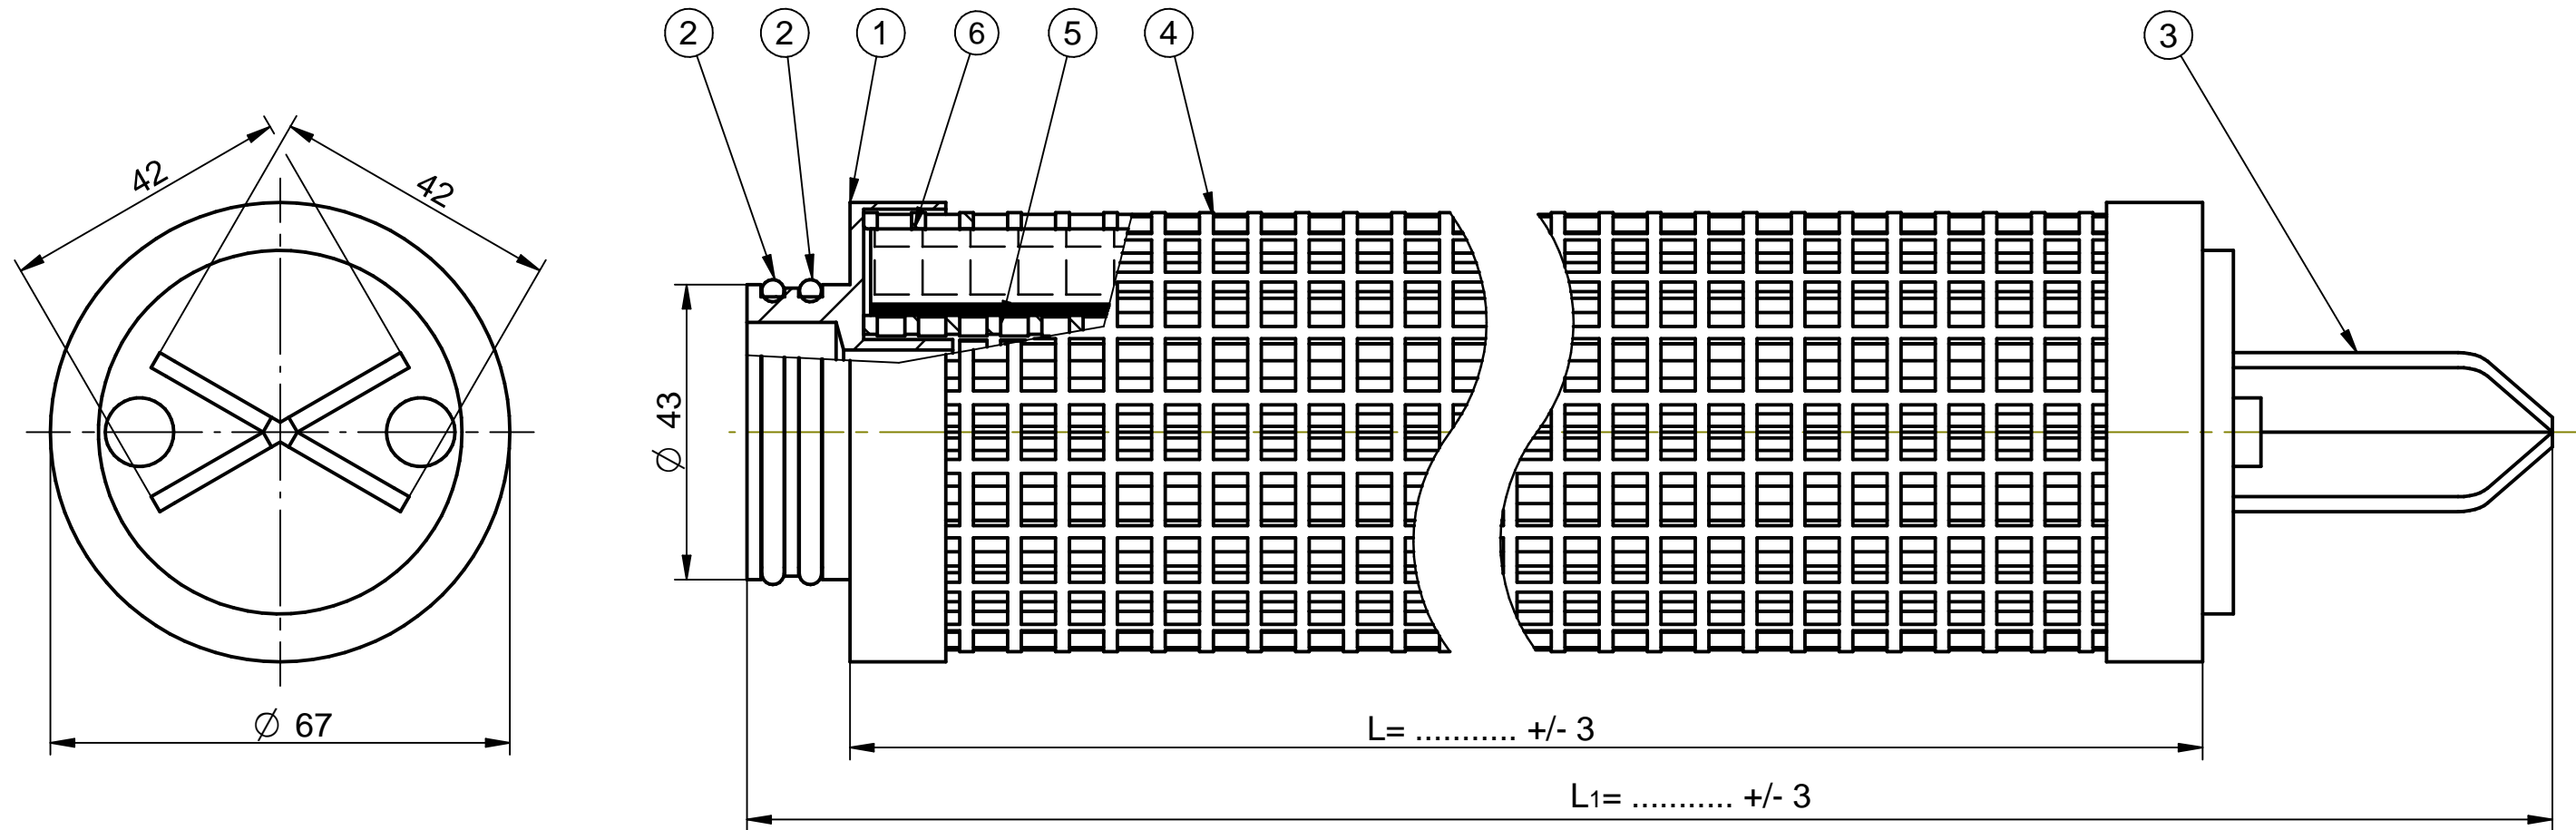 2 2 1 6 5 4 3
42 42
Ø 43
Ø 67
L= ........... +/- 3
L1= ........... +/- 3